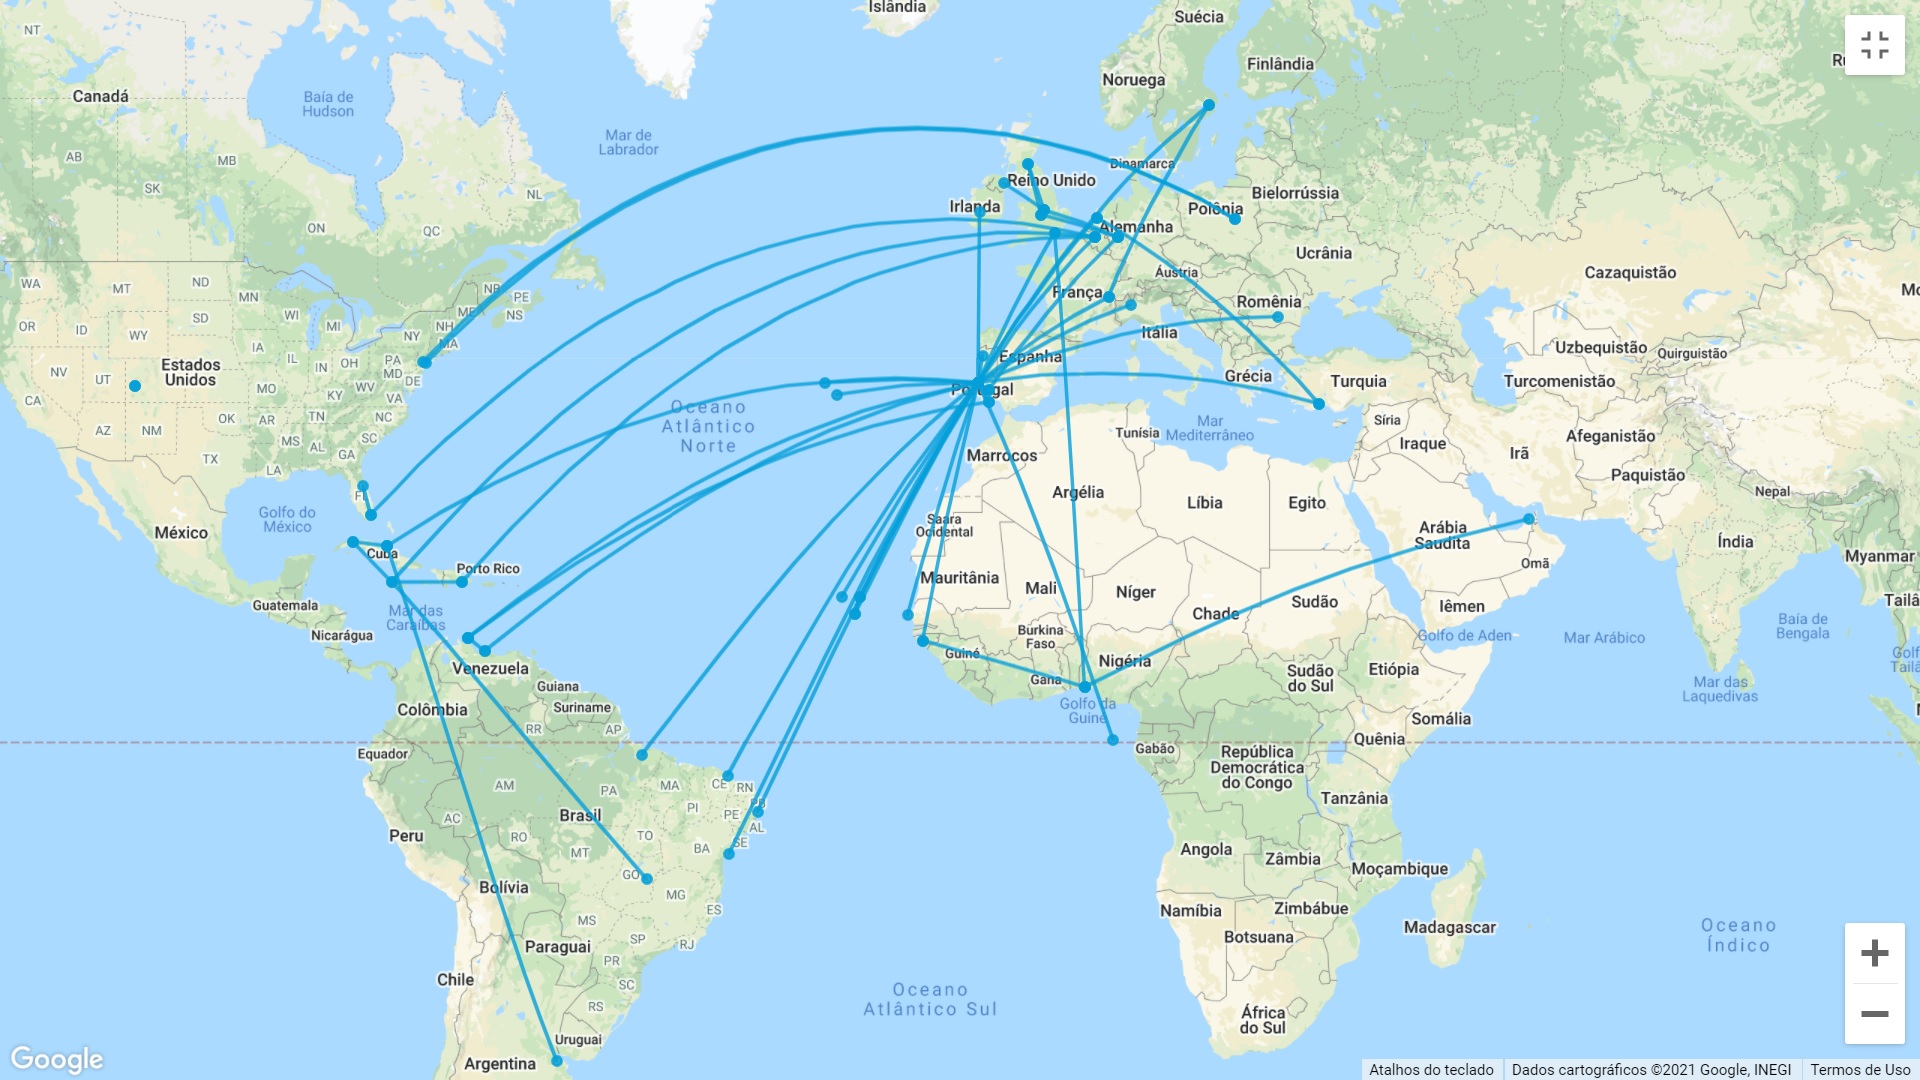 Islândia
Suécia
NT
Finlândia
Noruega
Canadá
Baía de
Hudson
Mar de
Labrador
AB
MB
SK
NL
ON
QC
Dinamarca
Reino Unido
Irlanda
Bielorrússia
Polônia
Alemanha
Ucrânia
Áustria
Cazaquistão
França
Romênia
WA
MT
ND
MN
NB
PE
NS
OR
ID
SD
WI
MI
NH
MA
Itália
WY
IA
NY
Espanha
Uzbequistão
Quirguistão
NV
UT
Estados
Unidos
IL
IN
OH
PA
MD
DE
Grécia
Turquia
Turcomenistão
CA
MO
KY
WV
VA
Portugal
Oceano
Atlântico
Norte
AZ
NM
OK
AR
TN
NC
Mar
Mediterrâneo
Síria
MS
AL
SC
GA
Tunísia
Iraque
Irã
Afeganistão
TX
LA
Marrocos
Paquistão
FL
Argélia
Líbia
Egito
Nepal
Golfo do
México
México
Saara
Ocidental
Arábia
Saudita
Índia
Cuba
Porto Rico
Omã
Myanmar
Mauritânia
Mali
Níger
Guatemala
Mar das
Caraíbas
Chade
Sudão
Iêmen
Nicarágua
Burkina
Faso
Golfo de Aden
Mar Arábico
Baía de
Bengala
Guiné
Nigéria
Venezuela
Gana
Sudão
do Sul
Etiópia
Guiana
Suriname
Golfo da
Guiné
Mar das
Laquedivas
Colômbia
RR
AP
Somália
Equador
Gabão
Quênia
República
Democrática
do Congo
AM
PA
MA
CE
RN
Tanzânia
PB
Brasil
PI
PE
AL
AC
Peru
RO
TO
SE
BA
MT
Angola
Zâmbia
Moçambique
Bolívia
GO
MG
ES
Namíbia
Zimbábue
Madagascar
MS
SP
RJ
Botsuana
Oceano
Índico
Paraguai
PR
Chile
SC
Oceano
Atlântico Sul
RS
África
do Sul
Uruguai
Argentina
Google
Atalhos do teclado
Dados cartográficos ©2021 Google, INEGI
Termos de Uso